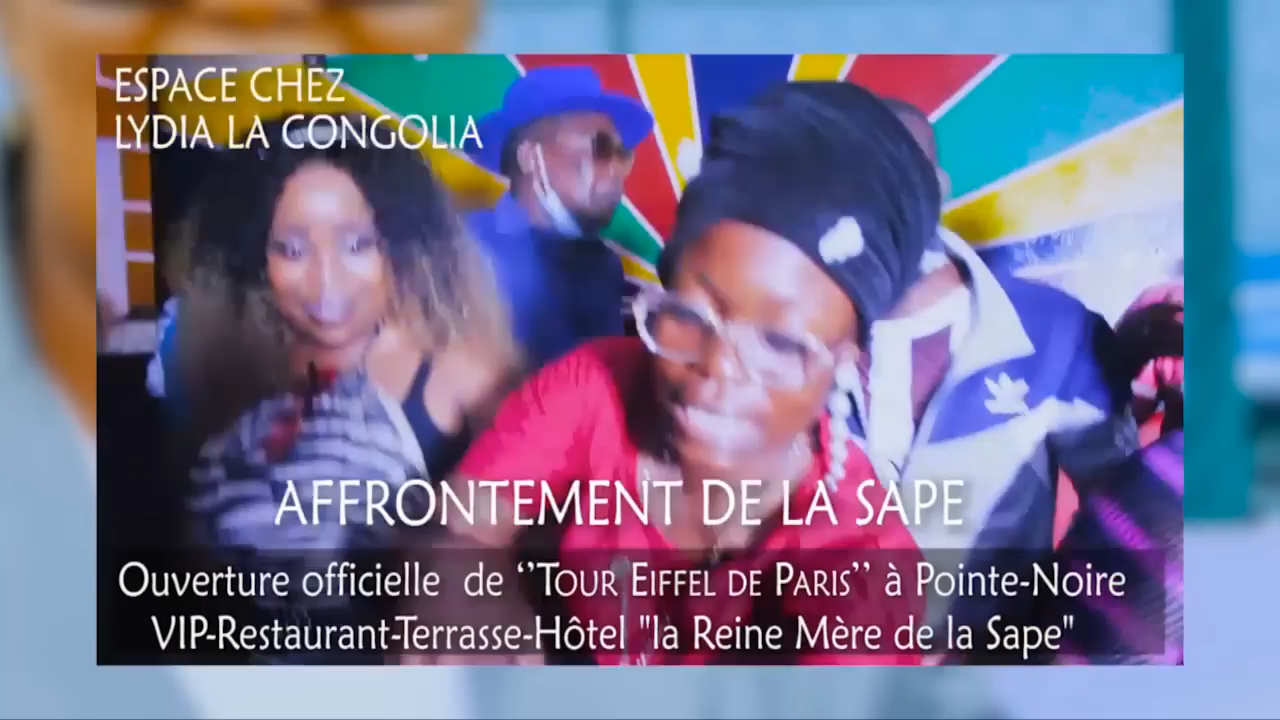 ESPACE CHEZ
LYDIA LA CONGOLIA
AFFRONTEMENT DE LA SAPE
Ouverture officielle de ‘’TOUR EIFFEL DE PARIS’’ à Pointe-Noire
VIP-Restaurant-Terrasse-Hôtel "la Reine Mère de la Sape"